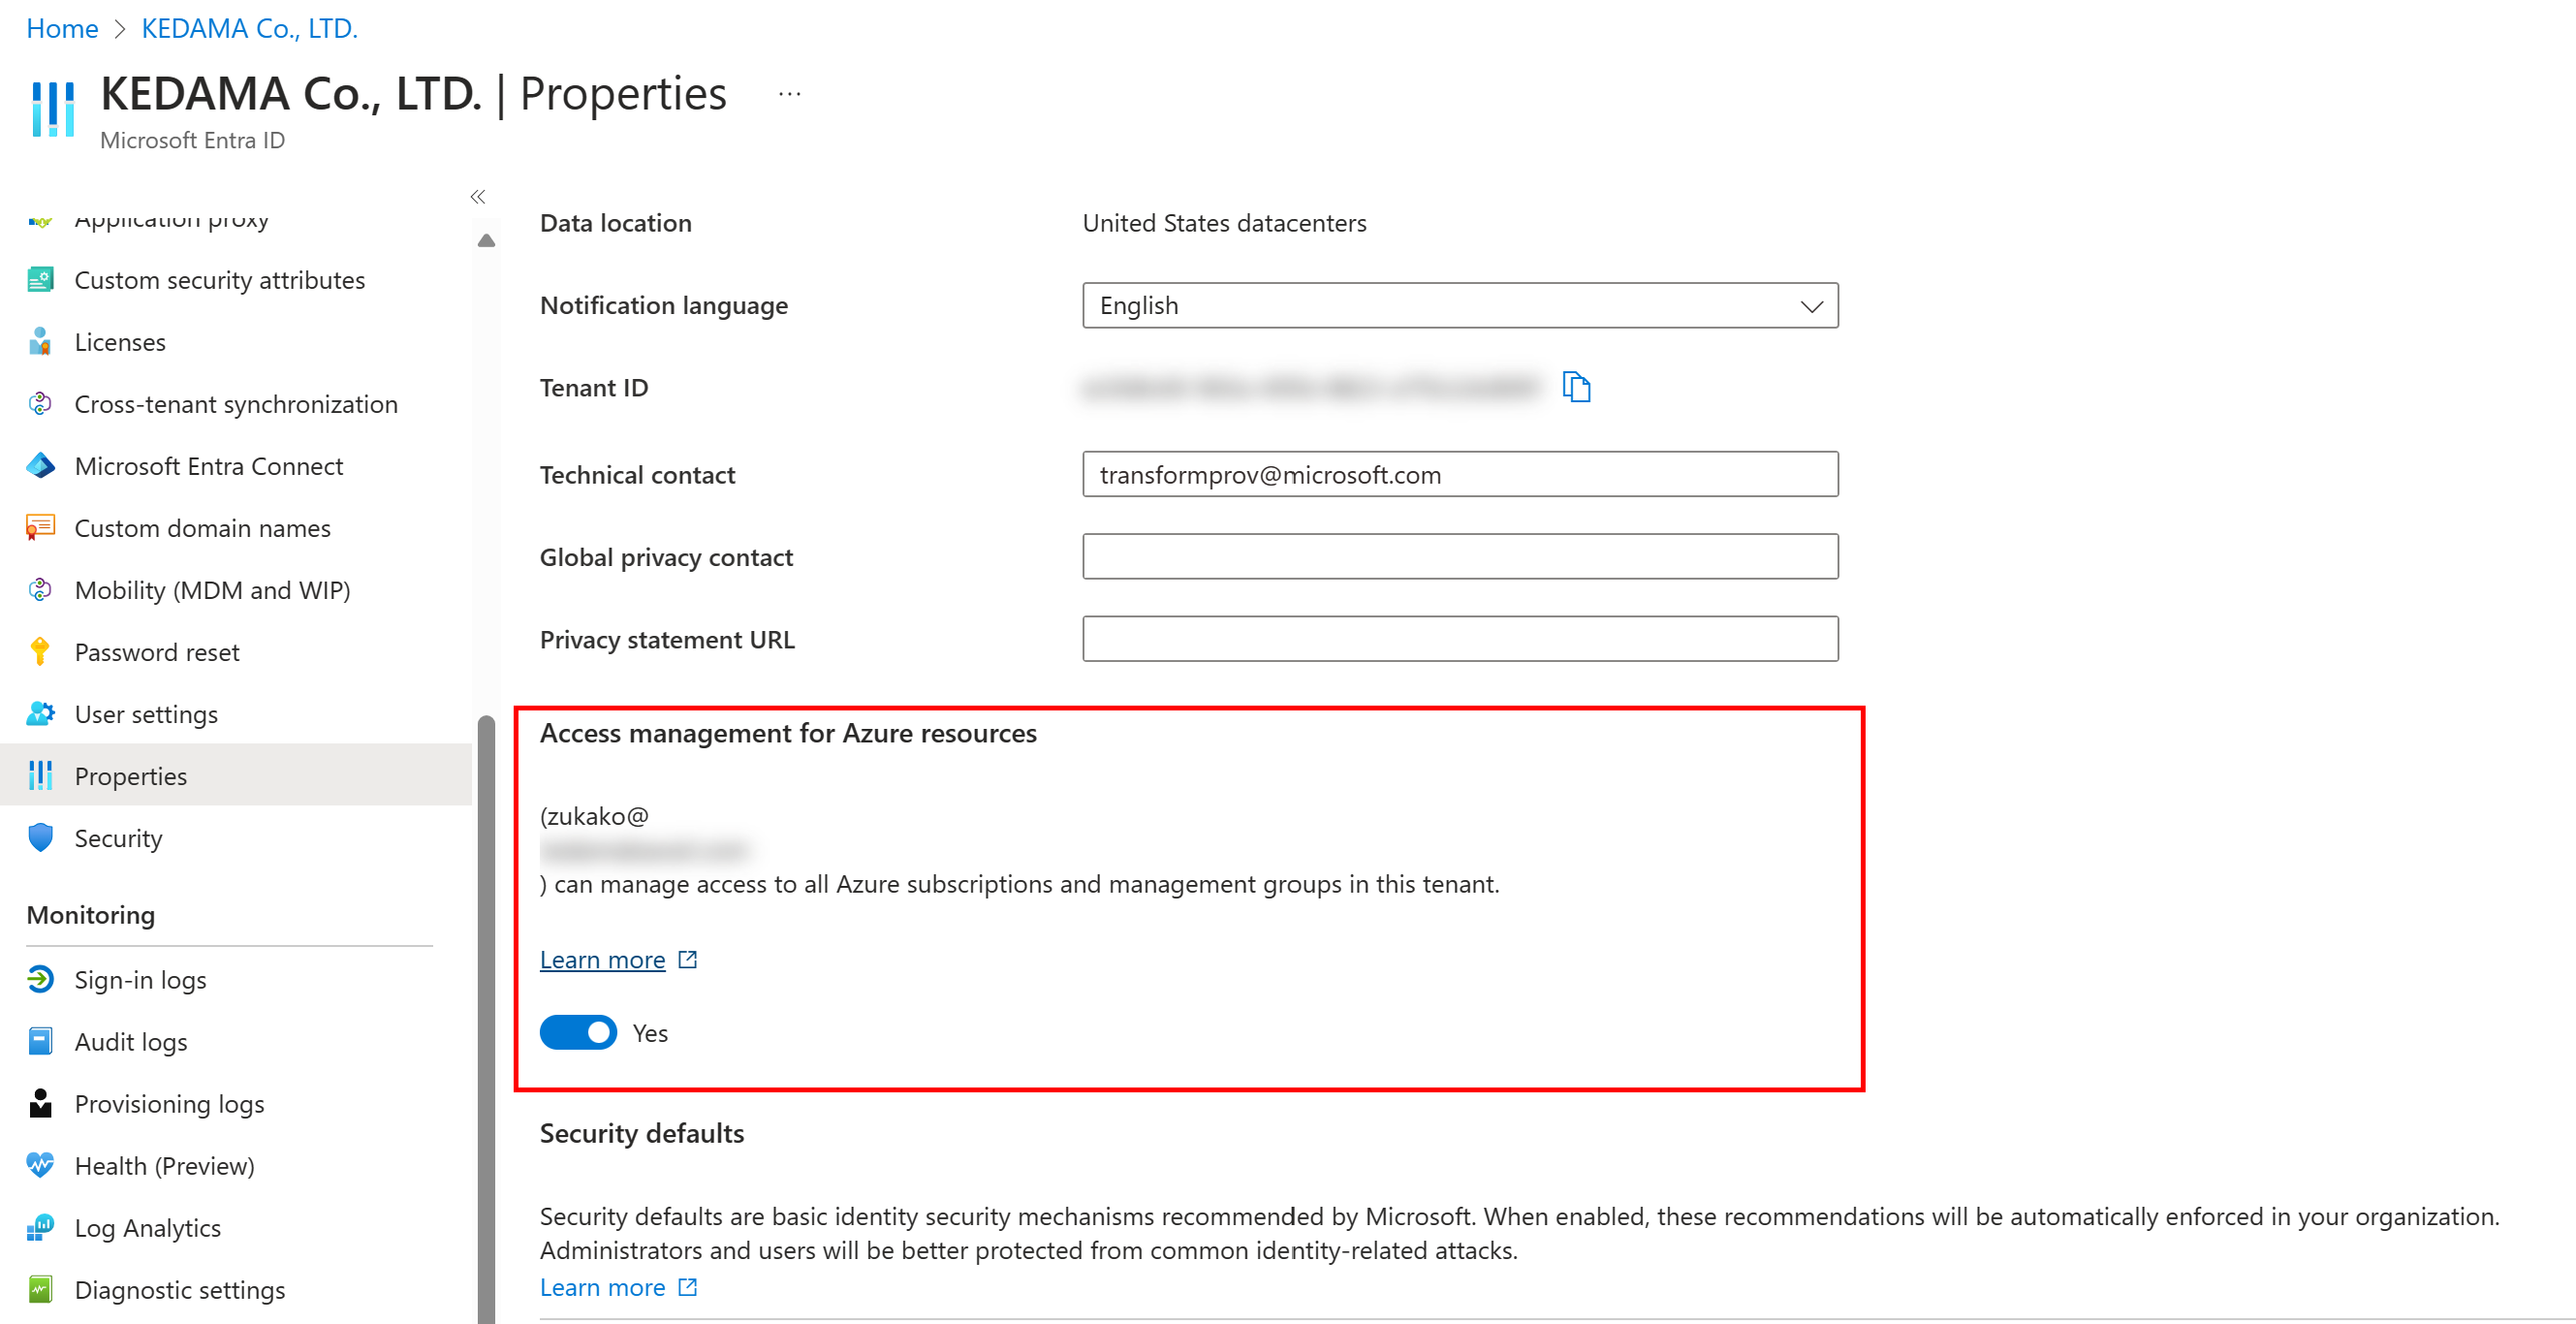 Home > KEDAMA Co., LTD.
KEDAMA Co., LTD. | Properties ...
Microsoft Entra ID
Application proxy
Custom security attributes
Licenses
Cross-tenant synchronization
Microsoft Entra Connect
Custom domain names
Mobility (MDM and WIP)
Password reset
User settings
Properties
Security
Monitoring
Sign-in logs
Audit logs
Provisioning logs
Health (Preview)
Log Analytics
Diagnostic settings
Data location United States datacenters
Notification language English
Tenant ID
Technical contact transformprov@microsoft.com
Global privacy contact
Privacy statement URL
Access management for Azure resources
(zukako@
) can manage access to all Azure subscriptions and management groups in this tenant.
Learn more
Yes
Security defaults
Security defaults are basic identity security mechanisms recommended by Microsoft. When enabled, these recommendations will be automatically enforced in your organization.
Administrators and users will be better protected from common identity-related attacks.
Learn more